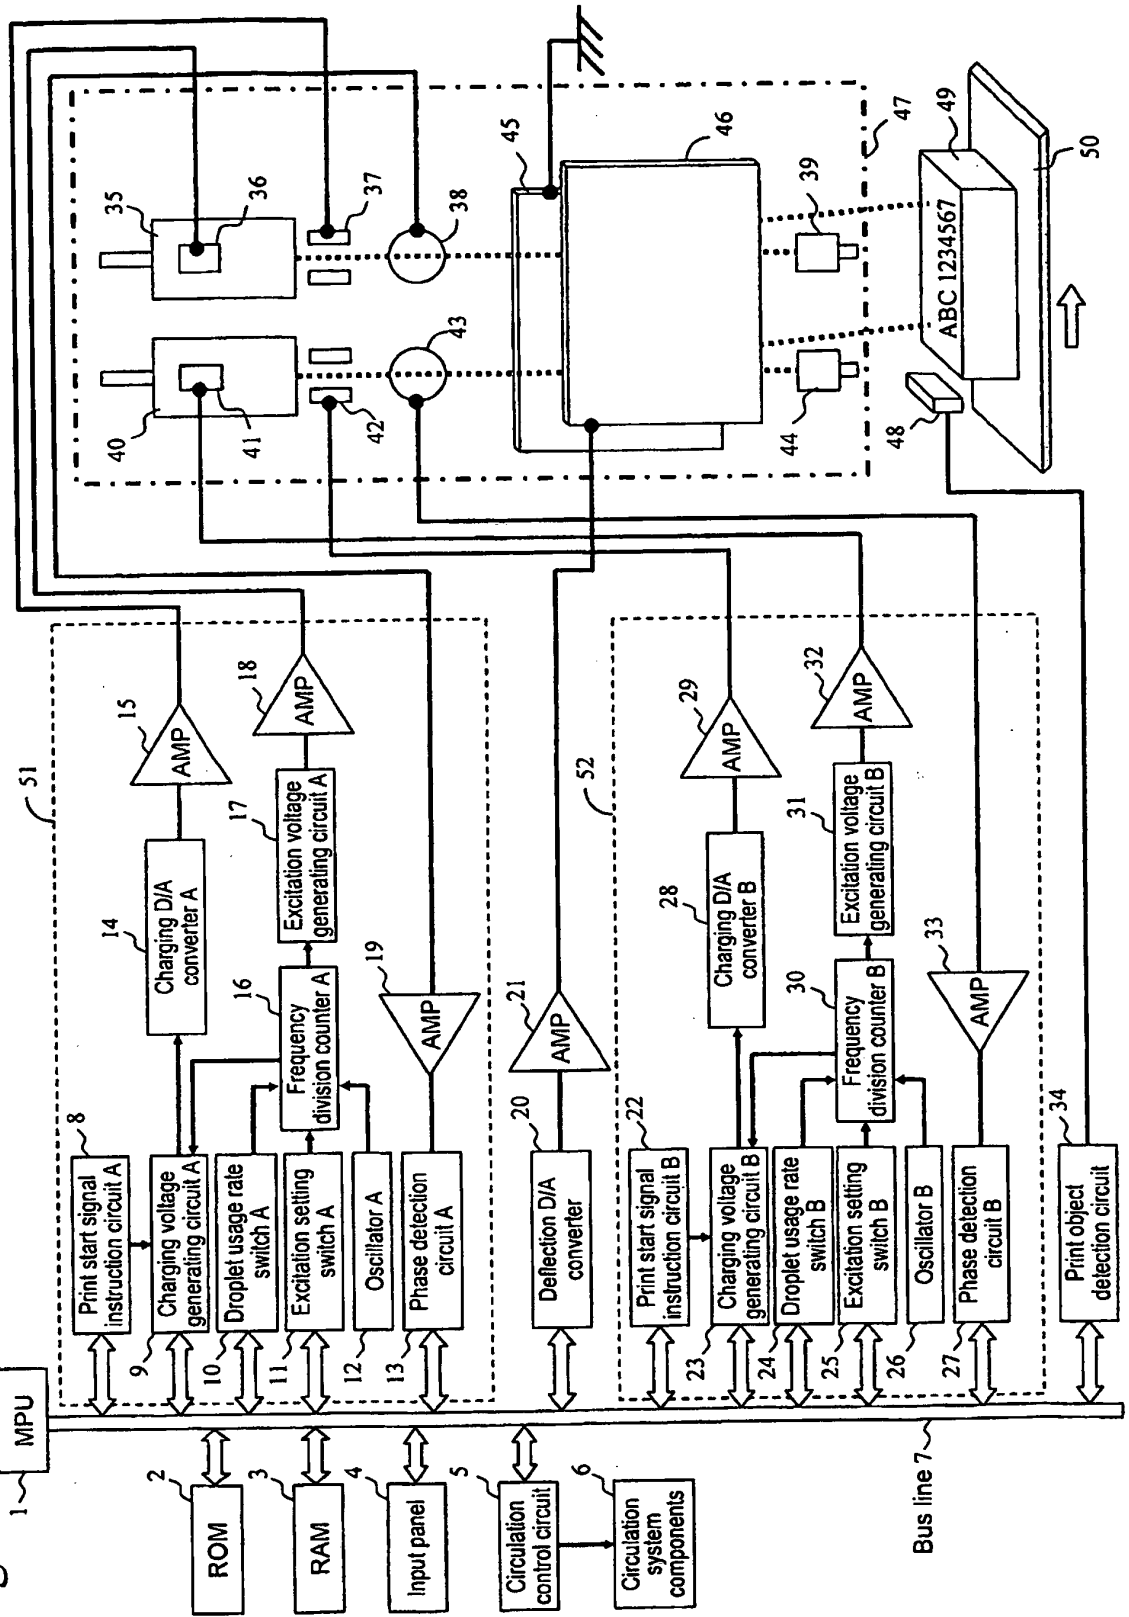 1
MPU
2
ROM
3
RAM
4
Input panel
5
Circulation
control circuit
6
Circulation
system
components
Bus line 7
51
8
Print start signal
instruction circuit A
9
Charging voltage
generating circuit A
10
Droplet usage rate
switch A
11
Excitation setting
switch A
12
Oscillator A
13
Phase detection
circuit A
14
Charging D/A
converter A
15
AMP
16
Frequency
division counter A
17
Excitation voltage
generating circuit A
18
AMP
19
AMP
20
Deflection D/A
converter
21
AMP
52
22
Print start signal
instruction circuit B
23
Charging voltage
generating circuit B
24
Droplet usage rate
switch B
25
Excitation setting
switch B
26
Oscillator B
27
Phase detection
circuit B
28
Charging D/A
converter B
29
AMP
30
Frequency
division counter B
31
Excitation voltage
generating circuit B
32
AMP
33
AMP
34
Print object
detection circuit
35
36
37
38
39
40
41
42
43
44
45
46
47
48
49
ABC 1234567
50